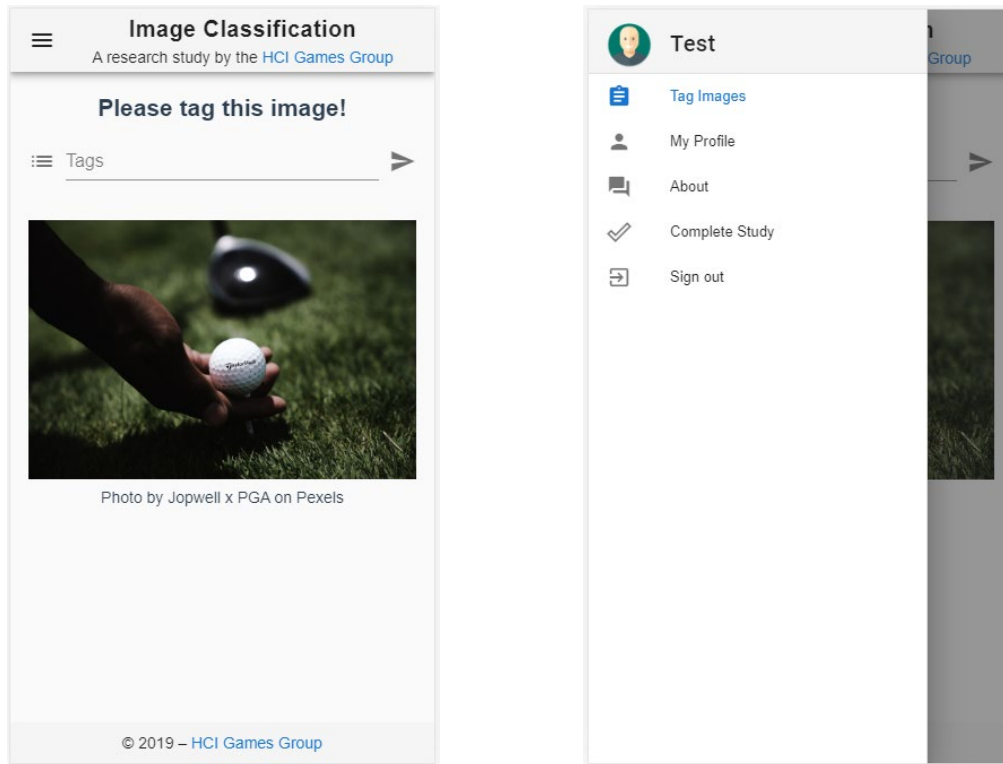 Image Classification
A research study by the HCI Games Group
Please tag this image!
Tags
TaylorMade
Photo by Jopwell x PGA on Pexels
© 2019 – HCI Games Group
Test
Tag Images
My Profile
About
Complete Study
Sign out
n
Group